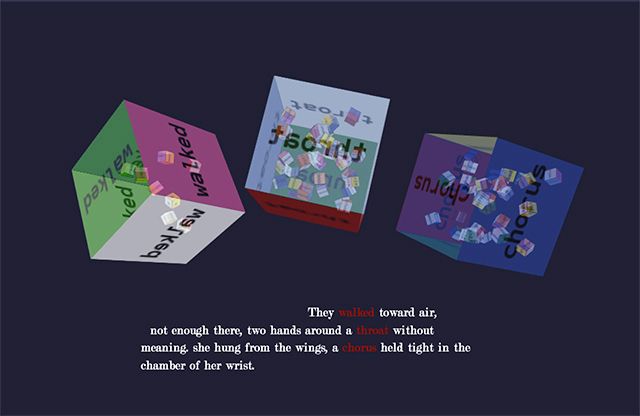 walked
walked
walked
ked
walked
throat
throat
throat
chorus
chorus
chorus
They walked toward air,
not enough there, two hands around a throat without
meaning. she hung from the wings, a chorus held tight in the
chamber of her wrist.